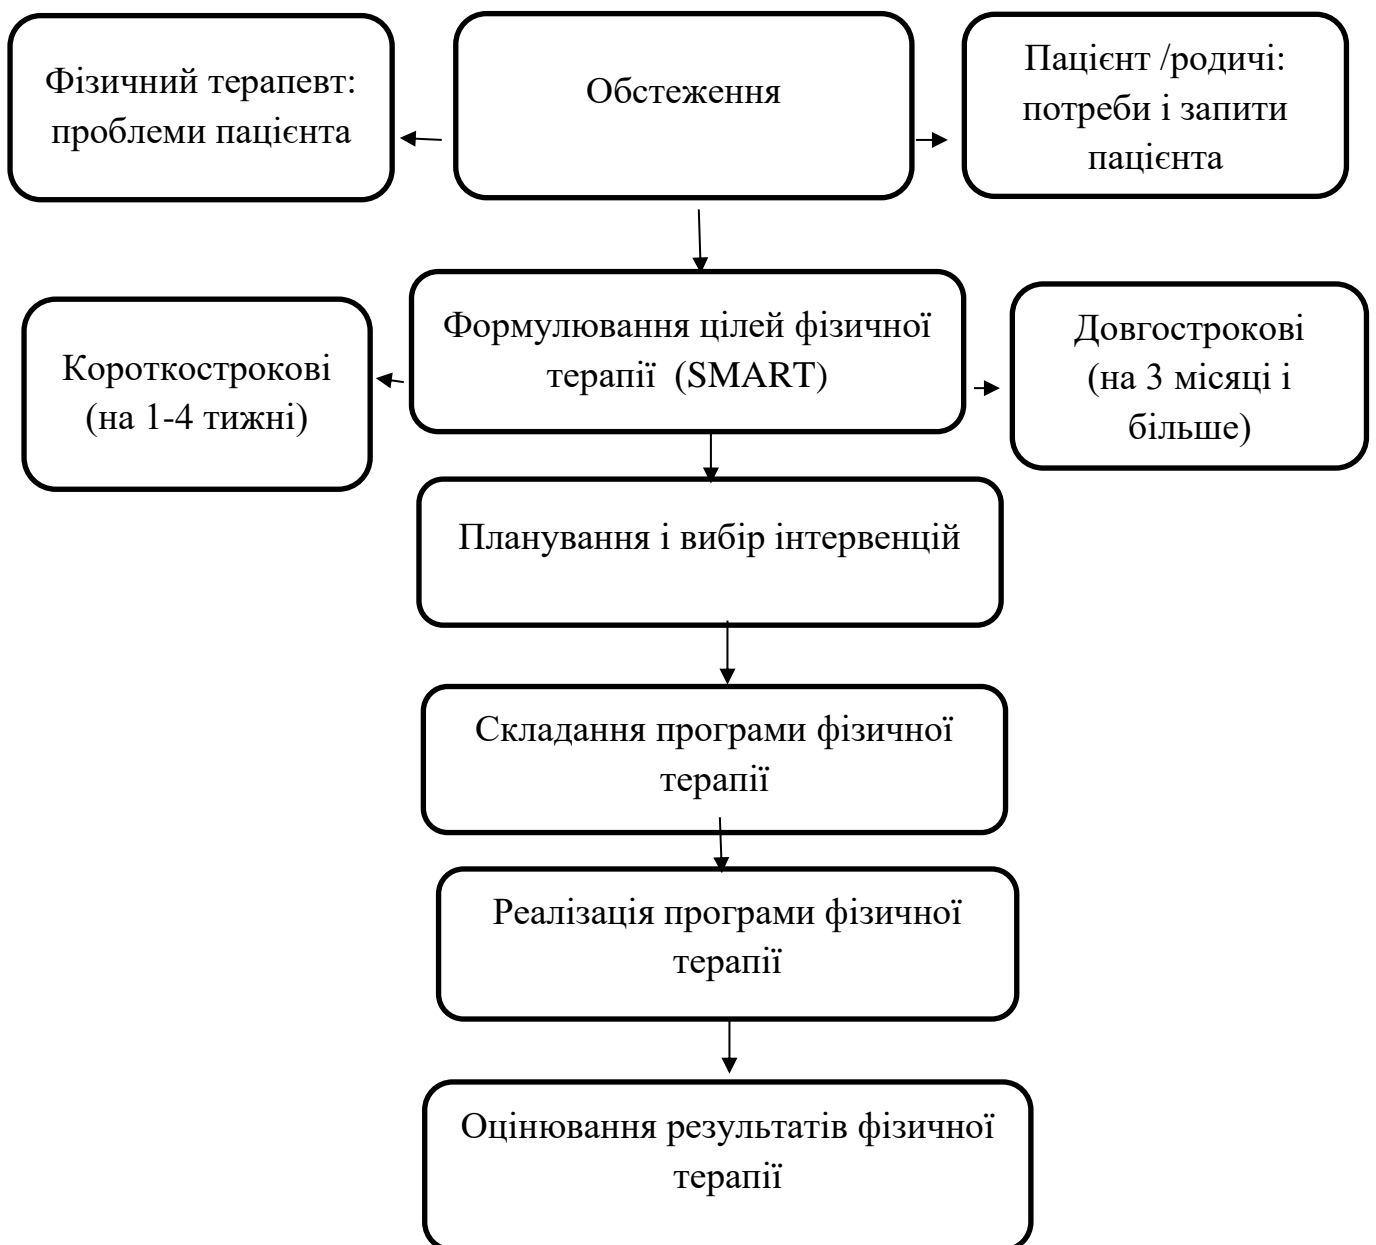 Фізичний терапевт:
проблеми пацієнта
Обстеження
Пацієнт /родичі:
потреби і запити
пацієнта
Формулювання цілей фізичної
терапії (SMART)
Короткострокові
(на 1-4 тижні)
Довгострокові
(на 3 місяці і
більше)
Планування і вибір інтервенцій
Складання програми фізичної
терапії
Реалізація програми фізичної
терапії
Оцінювання результатів фізичної
терапії